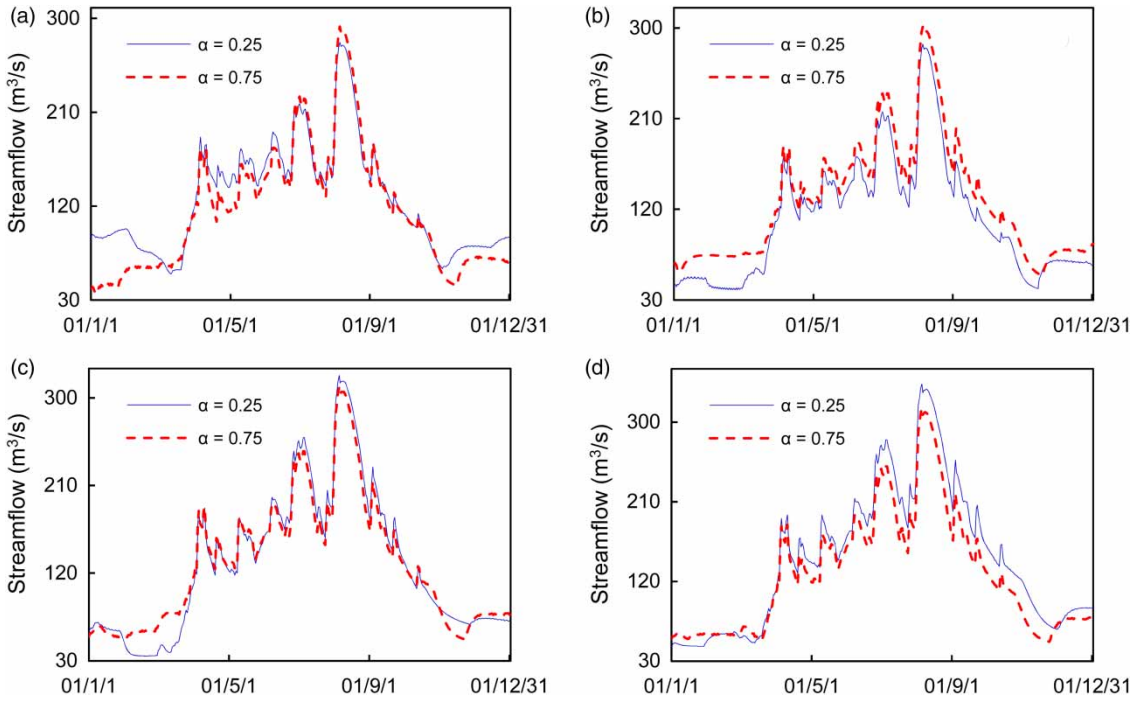 (a)
300
210
120
30
Streamflow (m³/s)
α = 0.25
α = 0.75
01/1/1 01/5/1 01/9/1 01/12/31
(b)
300
210
120
30
Streamflow (m³/s)
α = 0.25
α = 0.75
01/1/1 01/5/1 01/9/1 01/12/31
(c)
300
210
120
30
Streamflow (m³/s)
α = 0.25
α = 0.75
01/1/1 01/5/1 01/9/1 01/12/31
(d)
300
210
120
30
Streamflow (m³/s)
α = 0.25
α = 0.75
01/1/1 01/5/1 01/9/1 01/12/31